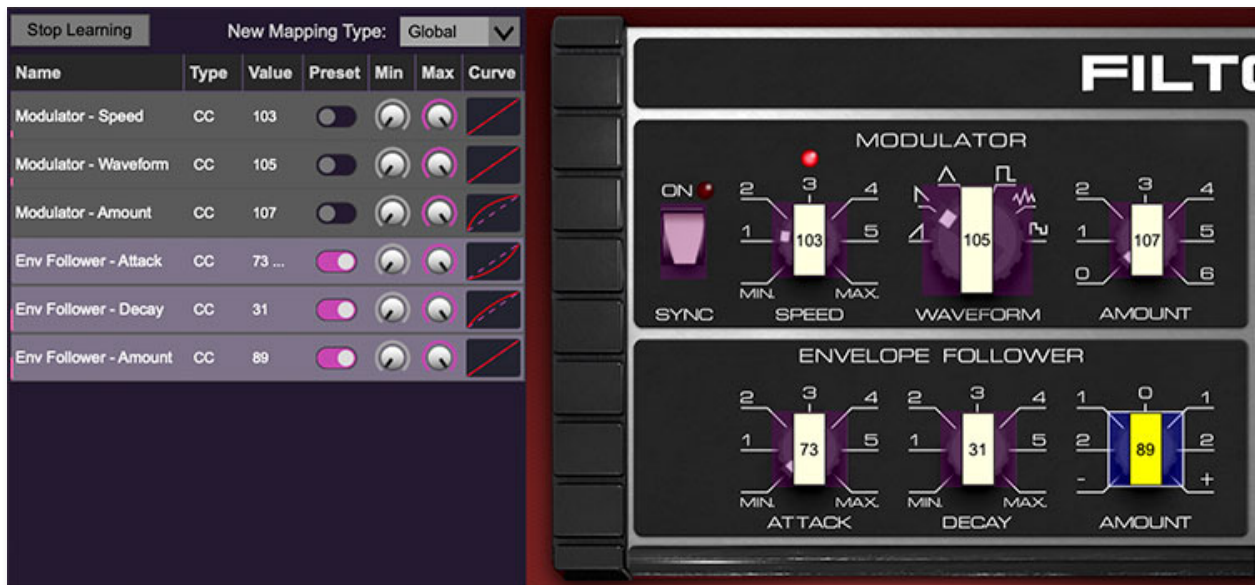 Stop Learning New Mapping Type: Global
Name Type Value Preset Min Max Curve
Modulator - Speed CC 103
Modulator - Waveform CC 105
Modulator - Amount CC 107
Env Follower - Attack CC 73 ...
Env Follower - Decay CC 31
Env Follower - Amount CC 89
FILT
MODULATOR
ON
2 3 4
2 3 4
1 103 5
105
1 107 5
0 6
MIN. MAX.
SYNC SPEED WAVEFORM AMOUNT
ENVELOPE FOLLOWER
2 3 4 2 3 4 1 0 1
1 73 5 1 31 5 2 89 2
MIN. MAX. MIN. MAX. - +
ATTACK DECAY AMOUNT